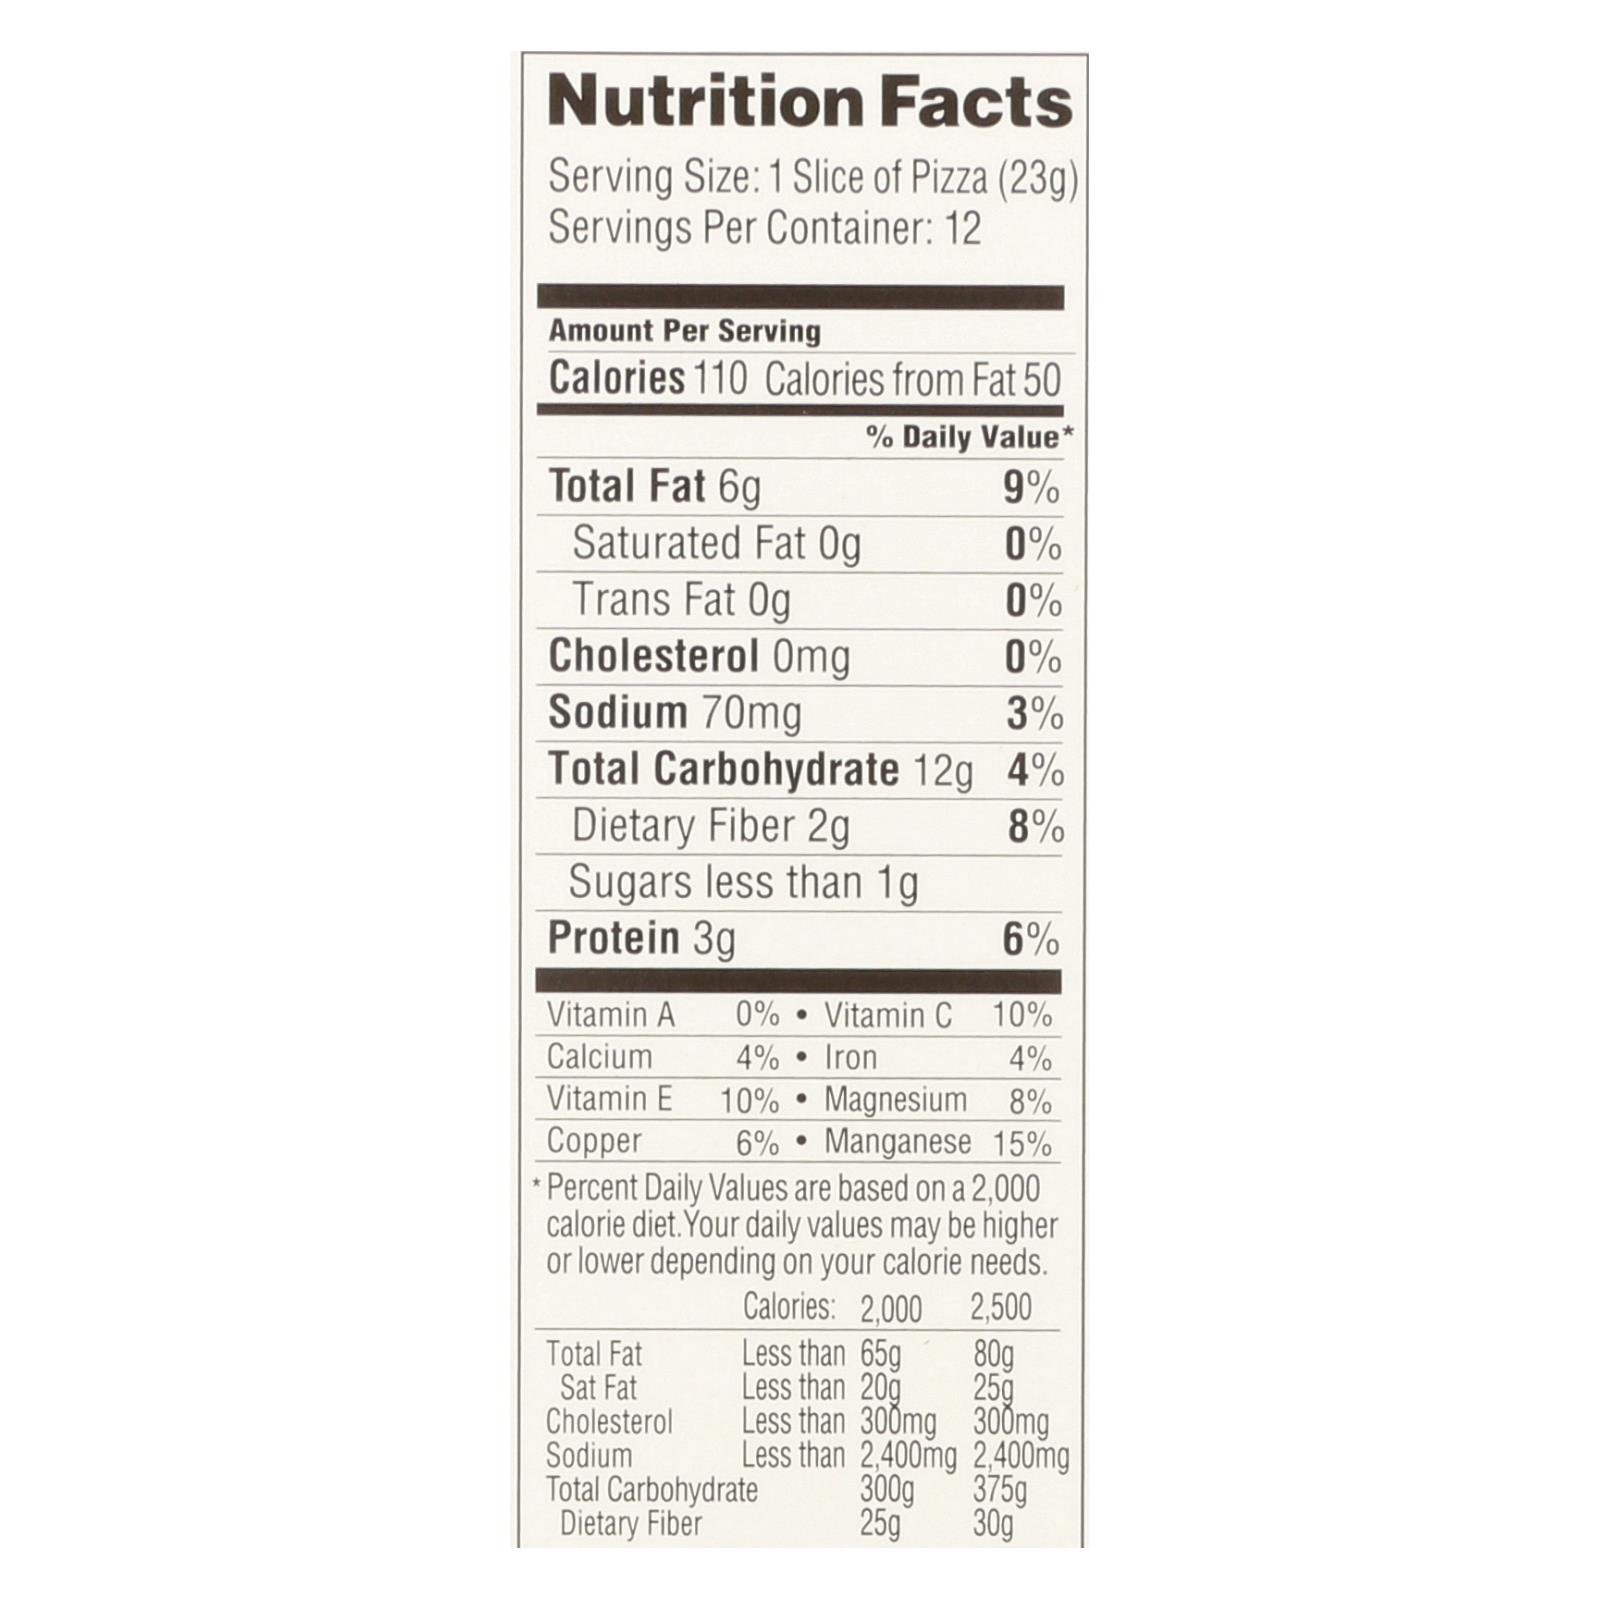 Nutrition Facts
Serving Size: 1 Slice of Pizza (23g)
Servings Per Container: 12
Amount Per Serving
Calories 110 Calories from Fat 50
% Daily Value*
Total Fat 6g 9%
Saturated Fat 0g 0%
Trans Fat 0g 0%
Cholesterol 0mg 0%
Sodium 70mg 3%
Total Carbohydrate 12g 4%
Dietary Fiber 2g 8%
Sugars less than 1g
Protein 3g 6%
Vitamin A 0% • Vitamin C 10%
Calcium 4% • Iron 4%
Vitamin E 10% • Magnesium 8%
Copper 6% • Manganese 15%
* Percent Daily Values are based on a 2,000
calorie diet. Your daily values may be higher
or lower depending on your calorie needs.
Calories: 2,000 2,500
Total Fat Less than 65g 80g
Sat Fat Less than 20g 25g
Cholesterol Less than 300mg 300mg
Sodium Less than 2,400mg 2,400mg
Total Carbohydrate 300g 375g
Dietary Fiber 25g 30g